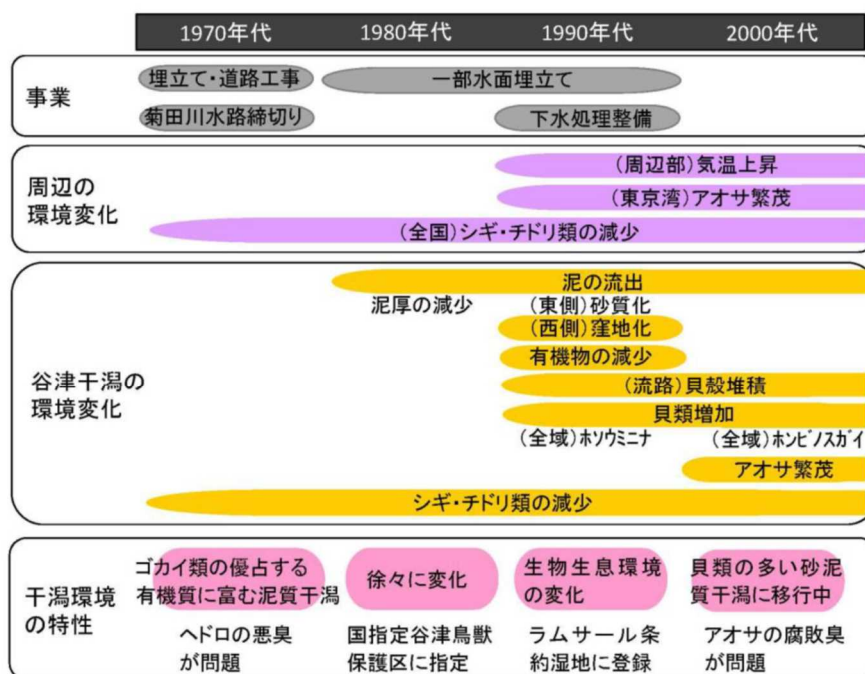 1970年代 1980年代 1990年代 2000年代
事業
埋立て・道路工事 一部水面埋立て
菊田川水路締切り 下水処理整備
周辺の
環境変化
(周辺部)気温上昇
(東京湾)アオサ繁茂
(全国)シギ・チドリ類の減少
谷津干潟の
環境変化
泥の流出
泥厚の減少 (東側)砂質化
(西側)窪地化
有機物の減少
(流路)貝殻堆積
貝類増加
(全域)ホソウミニナ (全域)ホンビノスガイ
アオサ繁茂
シギ・チドリ類の減少
干潟環境
の特性
ゴカイ類の優占する
有機質に富む泥質干潟
徐々に変化
生物生息環境
の変化
貝類の多い砂泥
質干潟に移行中
ヘドロの悪臭
が問題
国指定谷津鳥獣
保護区に指定
ラムサール条
約湿地に登録
アオサの腐敗臭
が問題